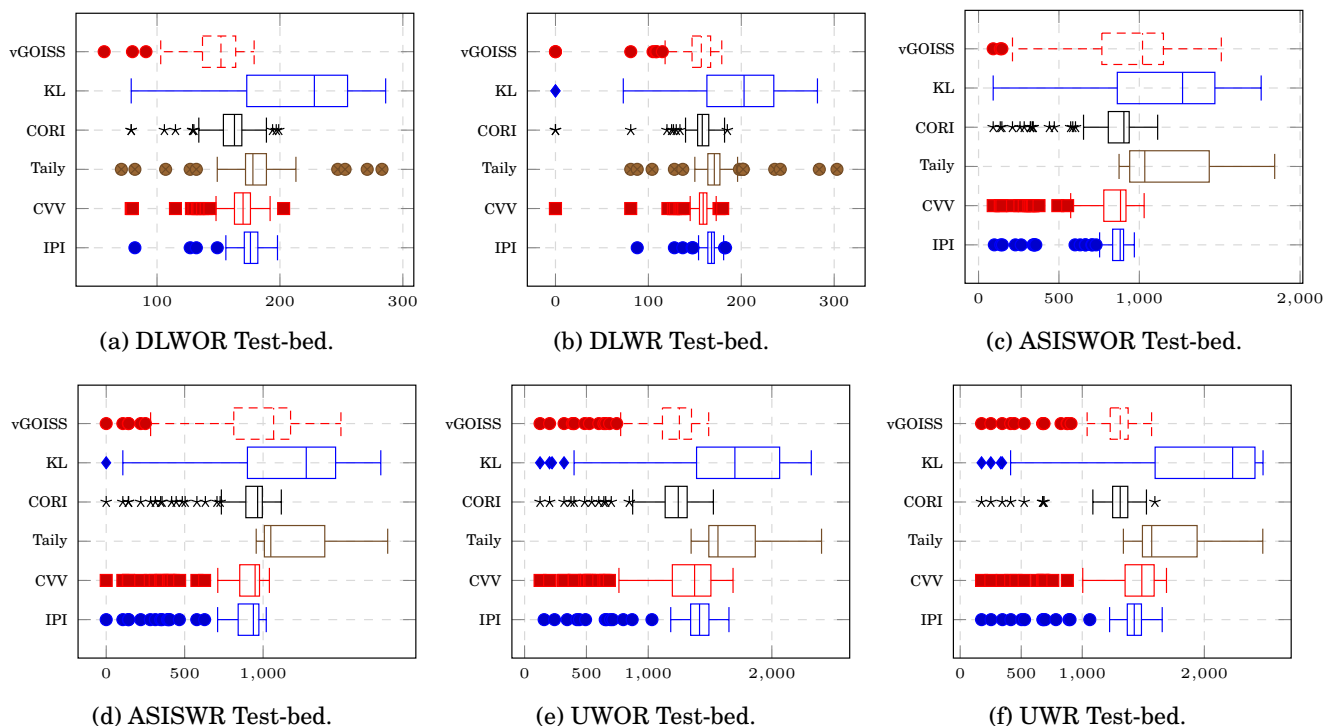 vGOISS
KL
CORI
Taily
CVV
IPI
100 200 300
(a) DLWOR Test-bed.
vGOISS
KL
CORI
Taily
CVV
IPI
0 100 200 300
(b) DLWR Test-bed.
vGOISS
KL
CORI
Taily
CVV
IPI
0 500 1,000 2,000
(c) ASISWOR Test-bed.
vGOISS
KL
CORI
Taily
CVV
IPI
0 500 1,000
(d) ASISWR Test-bed.
vGOISS
KL
CORI
Taily
CVV
IPI
0 1,000 2,000
(e) UWOR Test-bed.
vGOISS
KL
CORI
Taily
CVV
IPI
0 500 1,000 2,000
(f) UWR Test-bed.